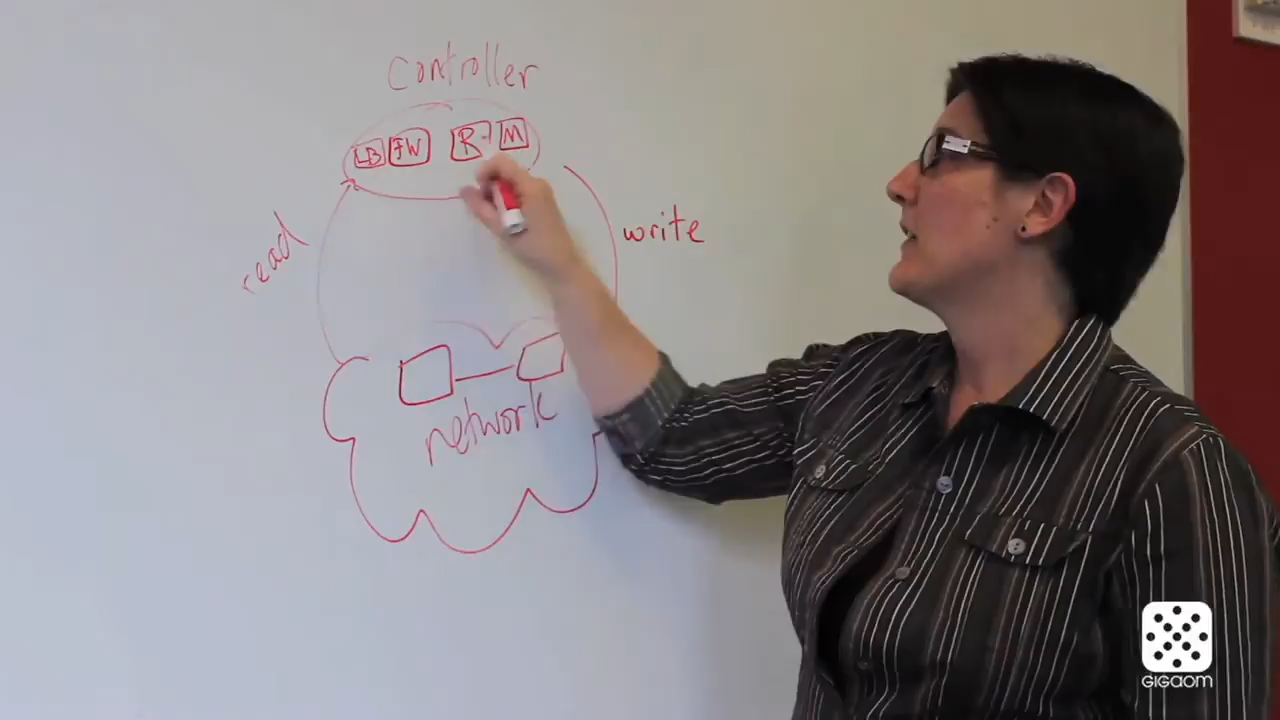 controller
LB FW R M
read
write
network
GIGAOM